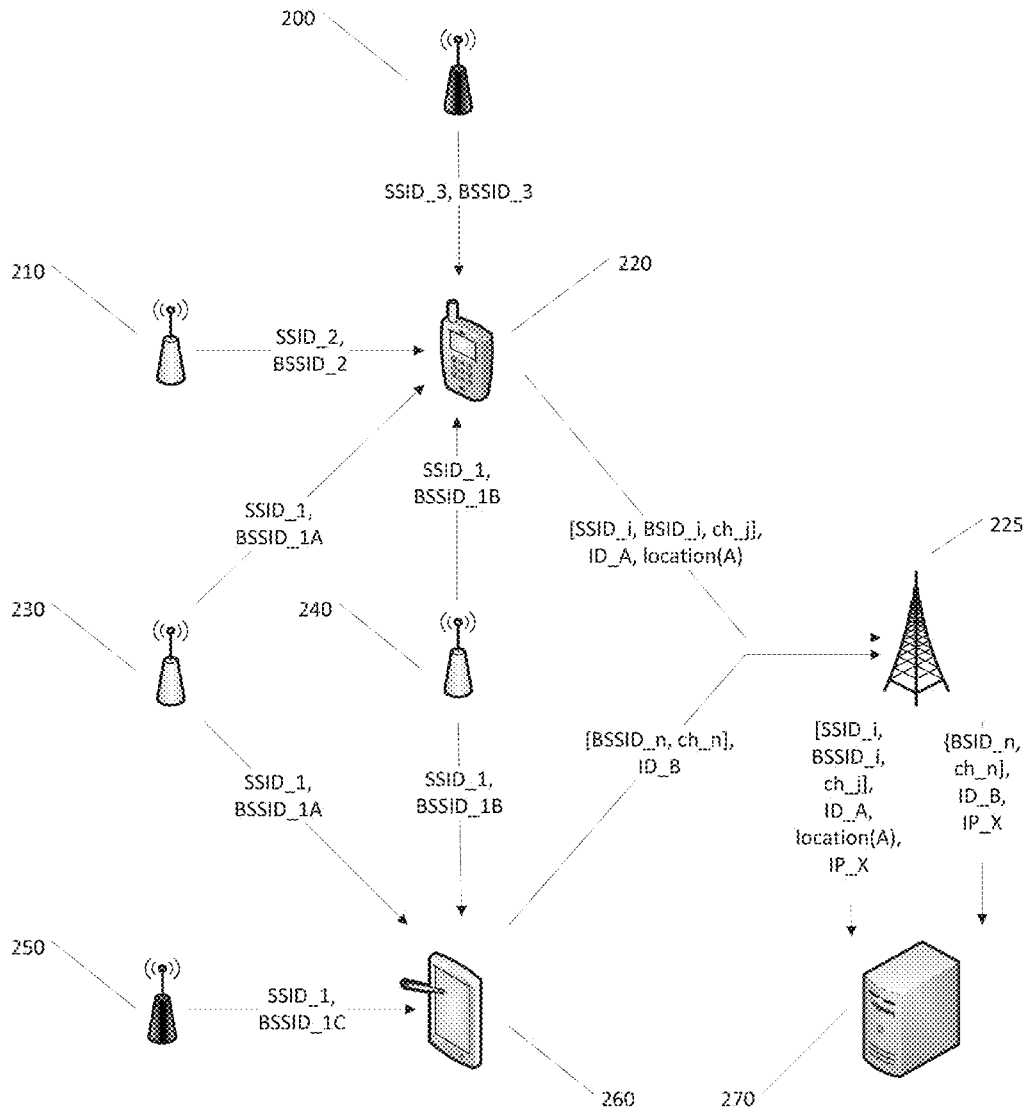 200
SSID_3, BSSID_3
210
220
SSID_2,
BSSID_2
SSID_1,
BSSID_1B
SSID_1,
BSSID_1A
[SSID_i, BSID_i, ch_j],
ID_A, location(A)
225
230
240
[BSSID_n, ch_n],
ID_B
SSID_1,
BSSID_1A
SSID_1,
BSSID_1B
[SSID_i,
BSSID_i,
ch_j],
ID_A,
location(A),
IP_X
{BSID_n,
ch_n],
ID_B,
IP_X
250
SSID_1,
BSSID_1C
260
270